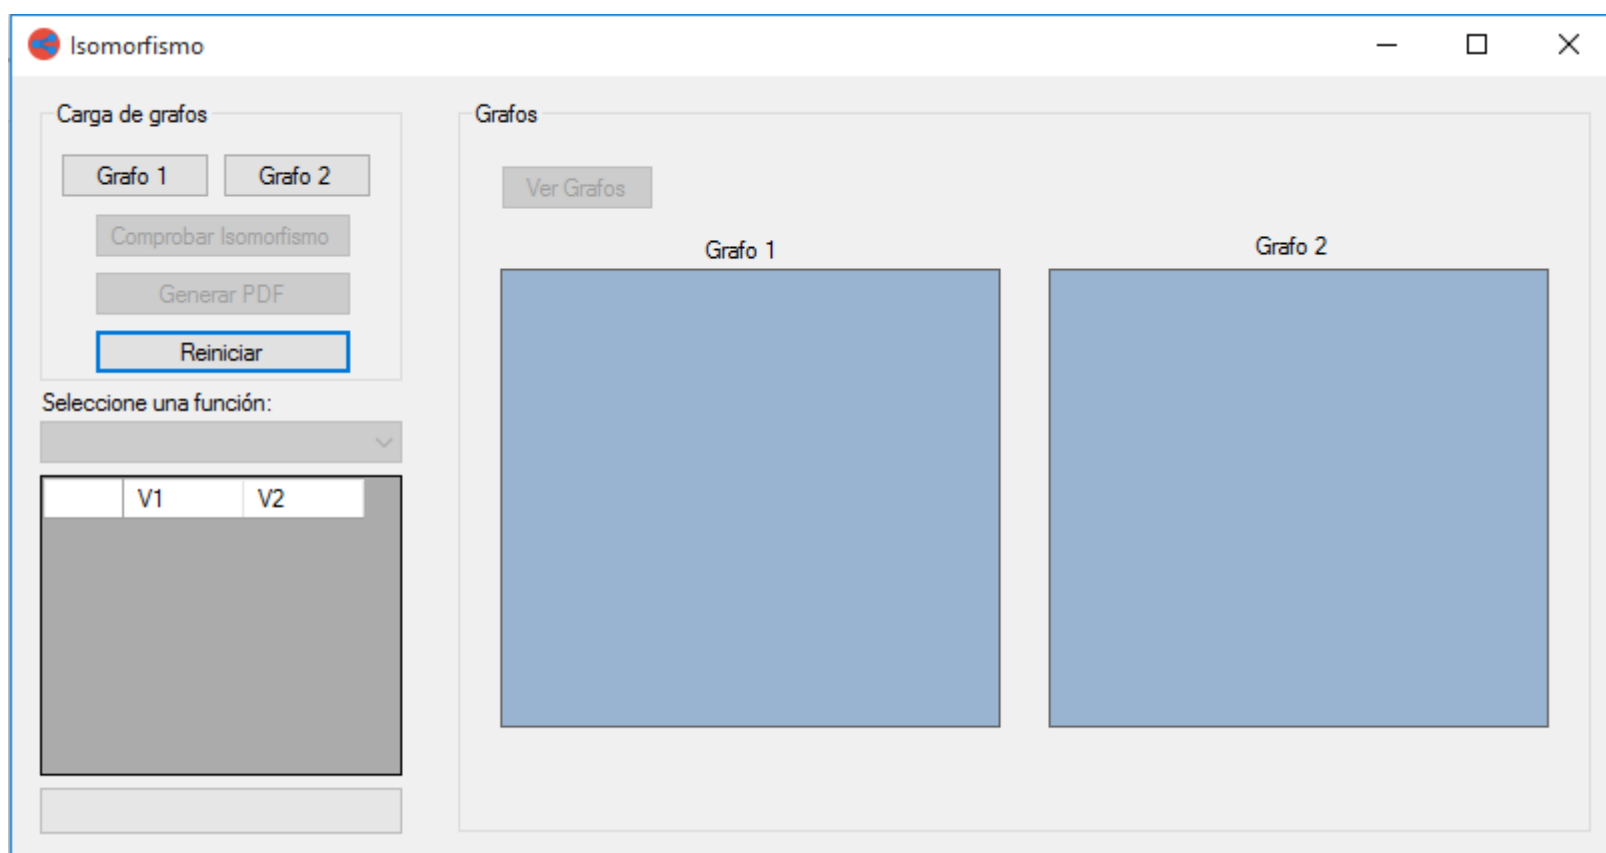 Isomorfismo
Carga de grafos
Grafo 1 Grafo 2
Comprobar Isomorfismo
Generar PDF
Reiniciar
Seleccione una función:
V1 V2
Grafos
Ver Grafos
Grafo 1 Grafo 2